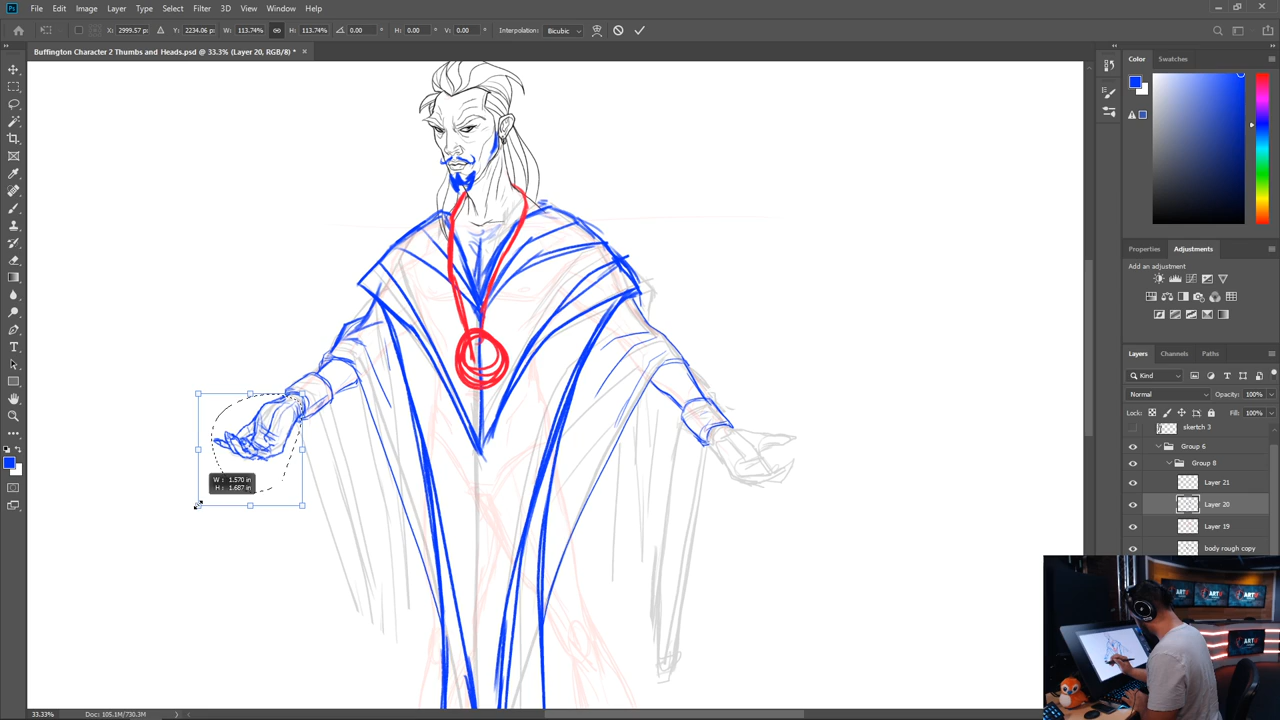 Ps File Edit Image Layer Type Select Filter 3D View Window Help
X: 2999.57 p: Y: 2234.06 p: W: 113.74% H: 113.74% 0.00 ° H: 0.00 ° V: 0.00 ° Interpolation: Bicubic
Buffington Character 2 Thumbs and Heads.psd @ 33.3% (Layer 20, RGB/8) * ×
Color Swatches
Properties Adjustments
Add an adjustment
Layers Channels Paths
Kind
Normal Opacity: 100%
Lock: Fill: 100%
skertch 3
Group 6
Group 8
Layer 21
Layer 20
Layer 19
body rough copy
W: 1.570 in
H: 1.687 in
33.33% Doc: 105.1M/730.3M